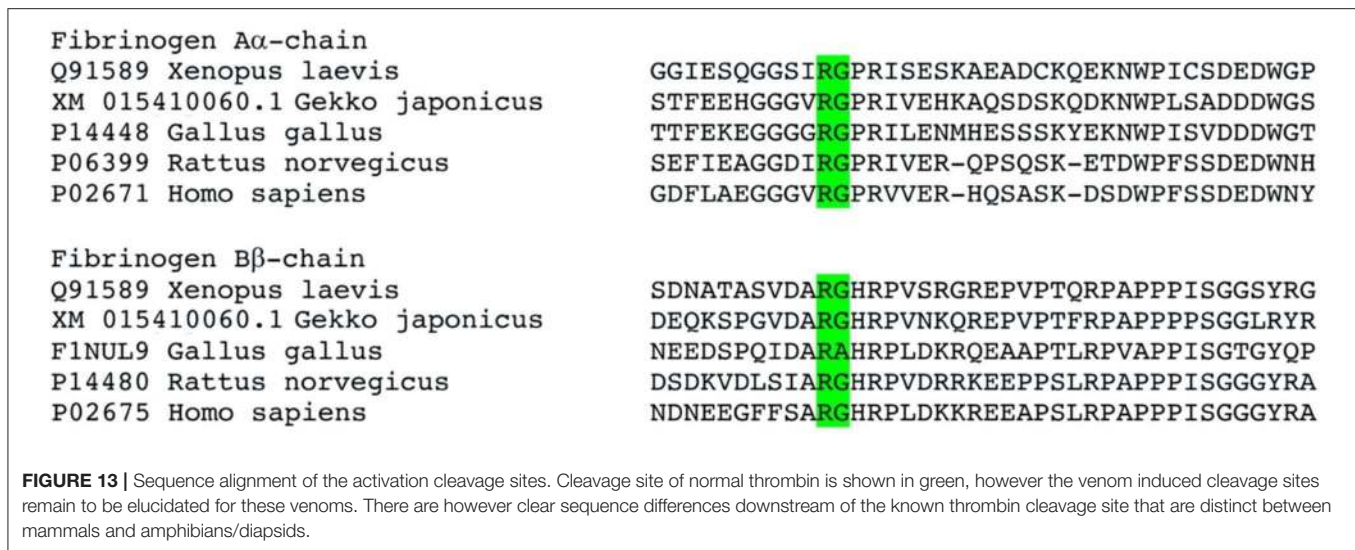 Fibrinogen Aα-chain
Q91589 Xenopus laevis GGIESQGGSIRGPRISESKAEADCKQEKNWPICSDEDWGP
XM 015410060.1 Gekko japonicus STFEEHGGGVRGPRIVEHKAQSDSKQDKNWPLSADDDWGS
P14448 Gallus gallus TTFEKEGGGGRGPRILENMHESSSKYEKNWPISVDDDWGT
P06399 Rattus norvegicus SEFIEAGGDIRGPRIVER-QPSQSK-ETDWPFSSDEDWNH
P02671 Homo sapiens GDFLAEGGGVRGPRVVER-HQSASK-DSDWPFSSDEDWNY
Fibrinogen Bβ-chain
Q91589 Xenopus laevis SDNATASVDARGHRPVSRGREPVPTQRPAPPPISGGSYRG
XM 015410060.1 Gekko japonicus DEQKSPGVDARGHRPVNKQREPVPTFRPAPPPPSGGLRYR
F1NUL9 Gallus gallus NEEDSPQIDARAHRPLDKRQEAAPTLRPVAPPISGTGYQP
P14480 Rattus norvegicus DSDKVDLSIARGHRPVDRRKEEPPSLRPAPPPISGGGYRA
P02675 Homo sapiens NDNEEGFFSARGHRPLDKKREEAPSLRPAPPPISGGGYRA
FIGURE 13 | Sequence alignment of the activation cleavage sites. Cleavage site of normal thrombin is shown in green, however the venom induced cleavage sites
remain to be elucidated for these venoms. There are however clear sequence differences downstream of the known thrombin cleavage site that are distinct between
mammals and amphibians/diapsids.